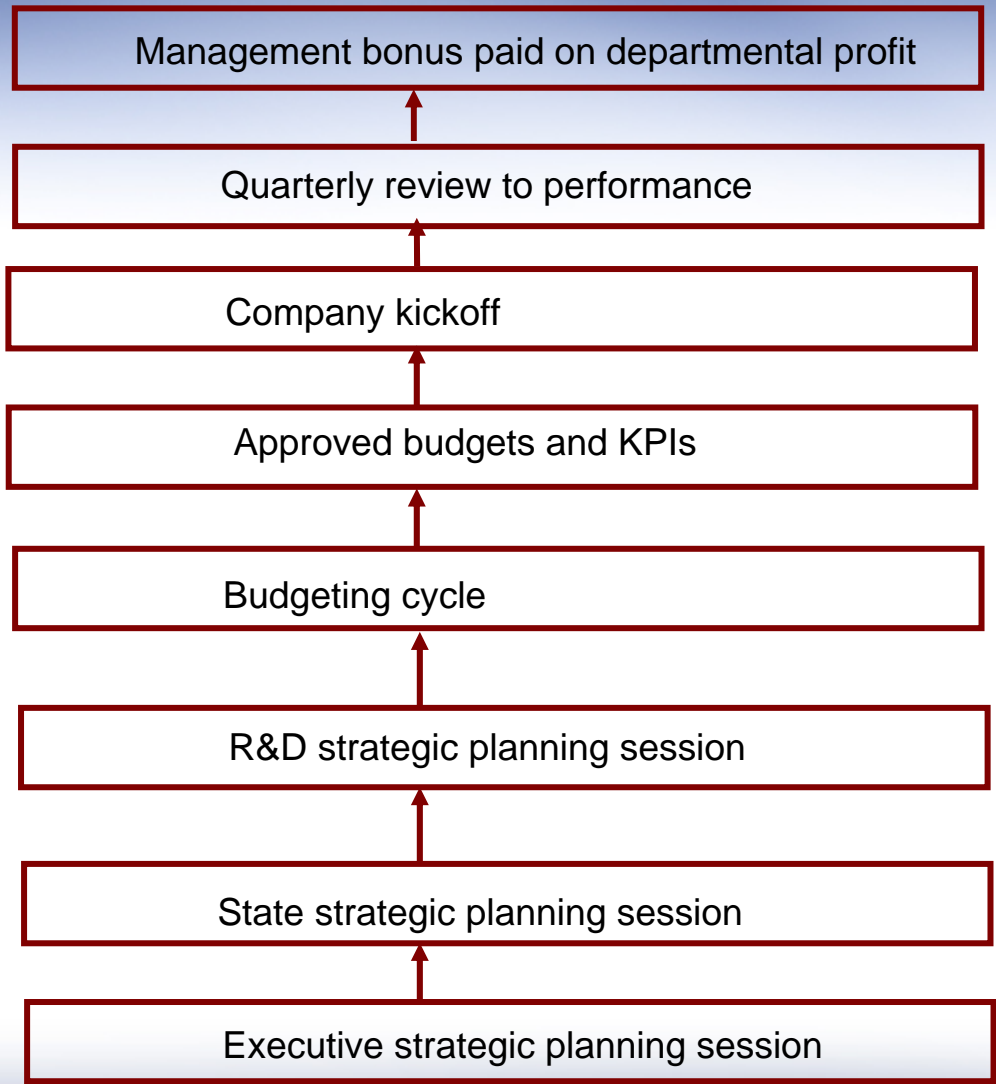 Management bonus paid on departmental profit
Quarterly review to performance
Company kickoff
Approved budgets and KPIs
Budgeting cycle
R&D strategic planning session
State strategic planning session
Executive strategic planning session